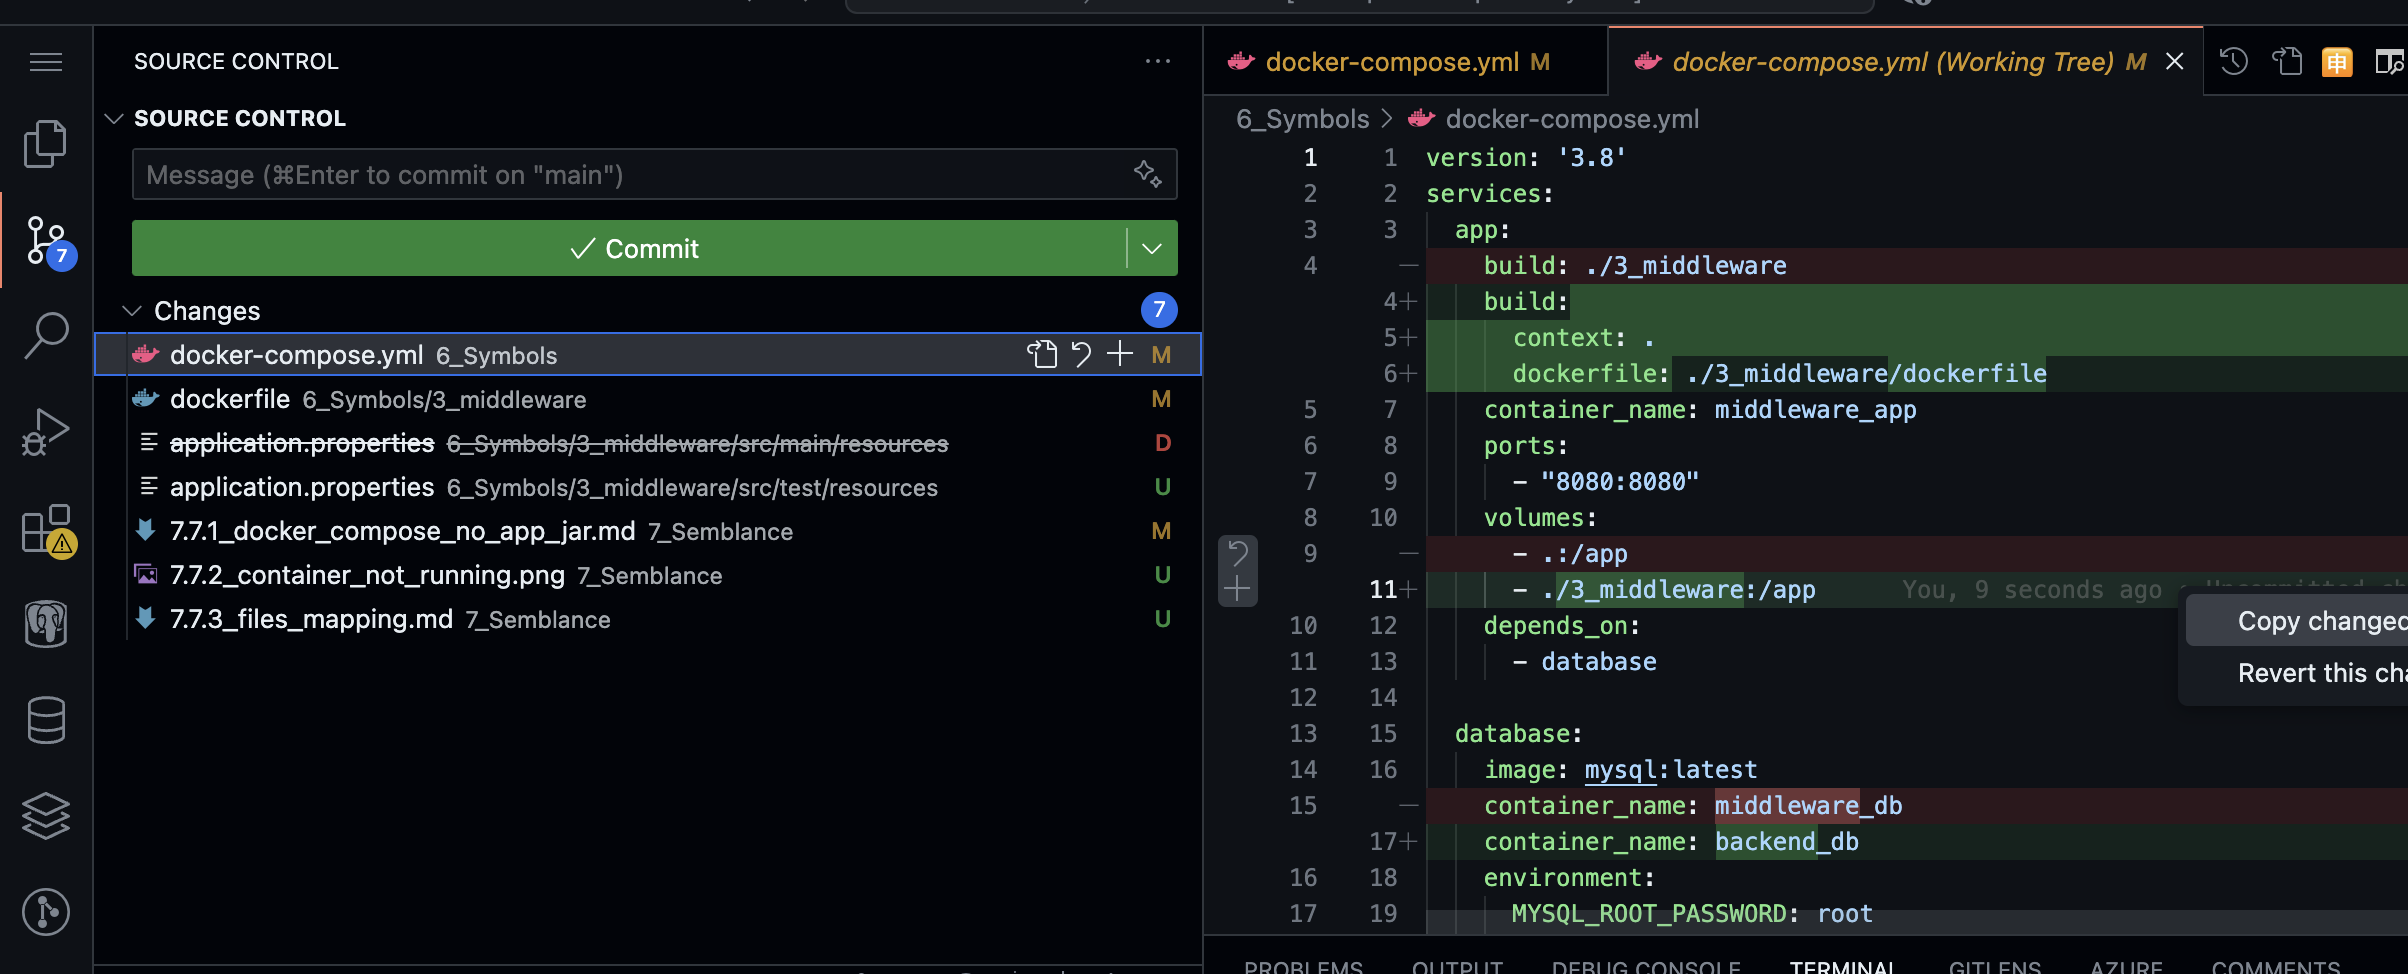 SOURCE CONTROL
SOURCE CONTROL
Message (⌘Enter to commit on "main")
Commit
Changes 7
docker-compose.yml 6_Symbols M
dockerfile 6_Symbols/3_middleware M
application.properties 6_Symbols/3_middleware/src/main/resources D
application.properties 6_Symbols/3_middleware/src/test/resources U
7.7.1_docker_compose_no_app_jar.md 7_Semblance M
7.7.2_container_not_running.png 7_Semblance U
7.7.3_files_mapping.md 7_Semblance U
7
docker-compose.yml M
docker-compose.yml (Working Tree) M
申
6_Symbols > docker-compose.yml
1 1 version: '3.8'
2 2 services:
3 3 app:
4 — build: ./3_middleware
4+ build:
5+ context: .
6+ dockerfile: ./3_middleware/dockerfile
5 7 container_name: middleware_app
6 8 ports:
7 9 - "8080:8080"
8 10 volumes:
9 — - .:/app
11+ - ./3_middleware:/app You, 9 seconds ago
10 12 depends_on:
11 13 - database
12 14
13 15 database:
14 16 image: mysql:latest
15 — container_name: middleware_db
17+ container_name: backend_db
16 18 environment:
17 19 MYSQL_ROOT_PASSWORD: root
Copy changed
Revert this
PROBLEMS OUTPUT DEBUG CONSOLE TERMINAL GITLENS AZURE COMMENTS